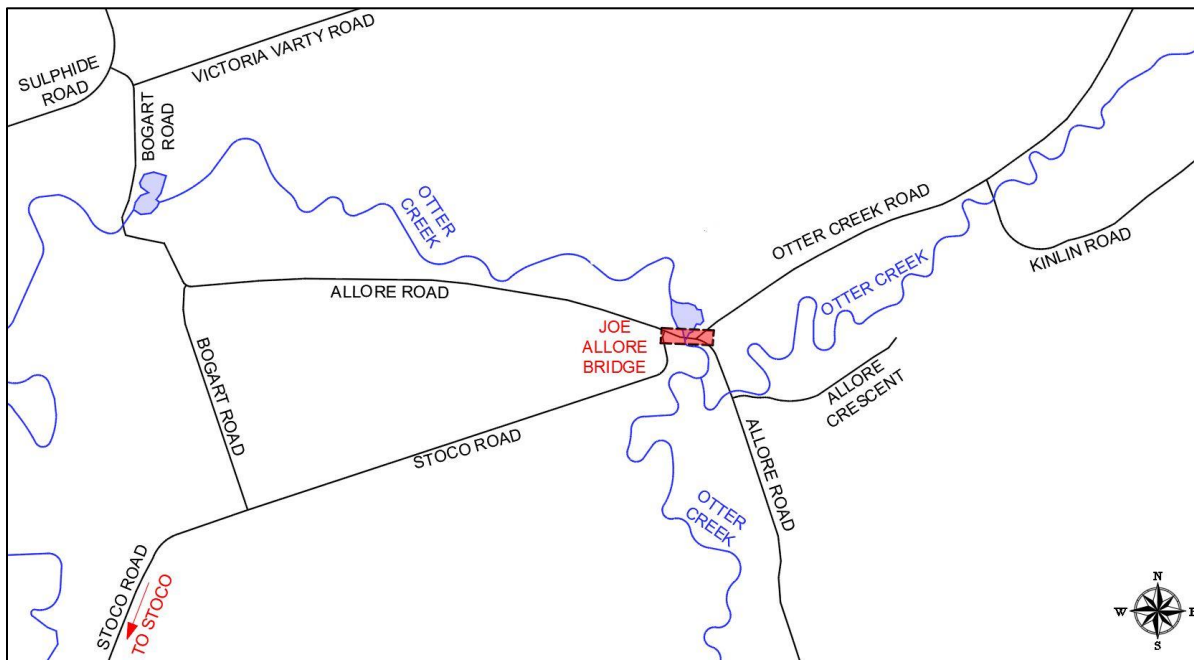 VICTORIA VARTY ROAD
SULPHIDE
ROAD
BOGART
ROAD
OTTER
CREEK
OTTER CREEK ROAD
KINLIN ROAD
OTTER CREEK
ALLORE ROAD
JOE
ALLORE
BRIDGE
BOGART ROAD
ALLORE
CRESCENT
STOCO ROAD
ALLORE ROAD
OTTER
CREEK
STOCO ROAD
TO STOCO
N
W
E
S